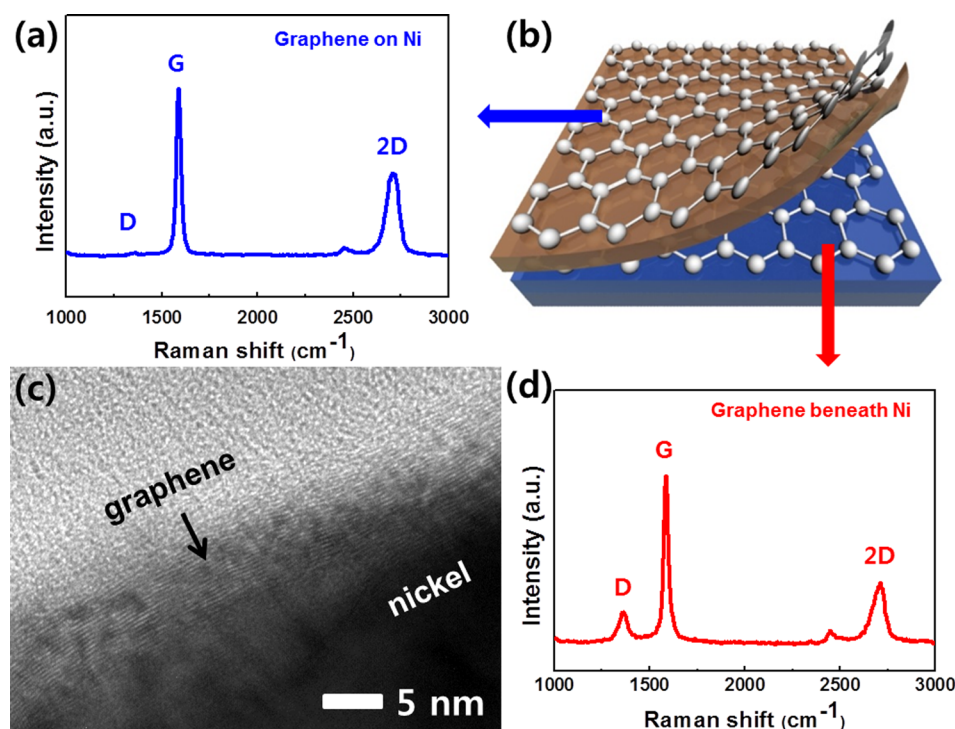 (a)
Graphene on Ni
G
2D
D
Intensity (a.u.)
1000 1500 2000 2500 3000
Raman shift (cm-1)
(b)
(c)
graphene
nickel
5 nm
(d)
Graphene beneath Ni
G
D
2D
Intensity (a.u.)
1000 1500 2000 2500 3000
Raman shift (cm-1)